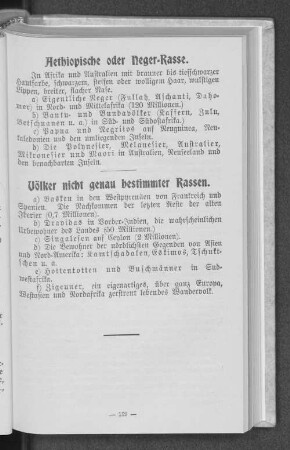 Aethiopische oder Neger-Rasse.
In Afrika und Australien mit brauner bis tiefschwarzer
Hautfarbe, schwarzem, steifen oder wolligem Haar, wulstigen
Lippen, breiter, flacher Nase.
a) Eigentliche Neger (Fullah, Aschanti, Daho-
mer) in Nord- und Mittelafrika (120 Millionen.)
b) Bantu- und Bundavölker (Kaffern, Zulu,
Betschuanen u. a.) in Süd- und Südostafrika.)
c) Papua und Negritos auf Neuguinea, Neu-
kaledonien und den umliegenden Inseln.
d) Die Polynesier, Melanesier, Australier,
Mikronesier und Maori in Australien, Neuseeland und
den benachbarten Inseln.
Völker nicht genau bestimmter Rassen.
a) Basken in den Westpyrenäen von Frankreich und
Spanien. Die Nachkommen der letzten Reste der alten
Iberier (0,7 Millionen).
b) Dravidas in Vorder-Indien, die wahrscheinlichen
Urbewohner des Landes (50 Millionen.)
c) Singalesen auf Ceylon (2 Millionen).
d) Die Bewohner der nördlichsten Gegenden von Asien
und Nord-Amerika: Kamtschadalen, Eskimos, Tschukt-
schen u. a.
e) Hottentotten und Buschmänner in Süd-
westafrika.
f) Zigeuner, ein eigenartiges, über ganz Europa,
Westasien und Nordafrika zerstreut lebendes Wandervolk.